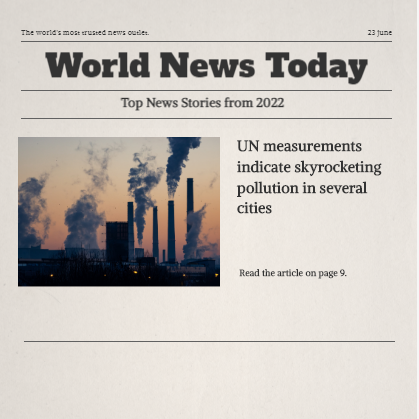 The world's most trusted news outlet. 23 june
World News Today
Top News Stories from 2022
UN measurements
indicate skyrocketing
pollution in several
cities
Read the article on page 9.